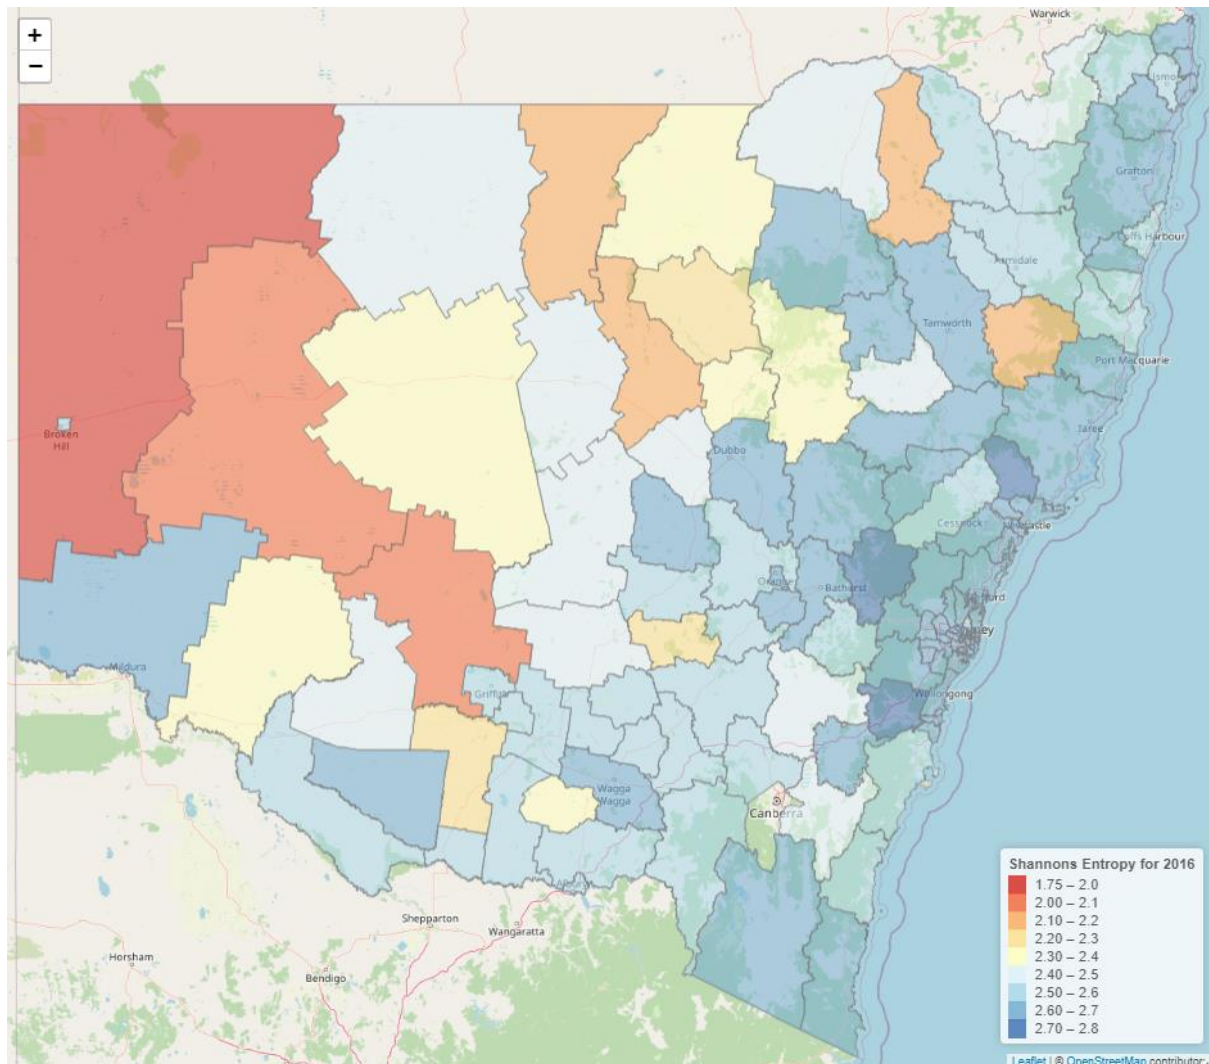 +
−
Warwick
Lismore
Grafton
Coffs Harbour
Armidale
Tamworth
Port Macquarie
Broken
Hill
Taree
Dubbo
Cessnock
Newcastle
Orange
Bathurst
Mildura
Griffith
Wollongong
Wagga
Wagga
Canberra
Albury
Shepparton
Wangaratta
Horsham
Bendigo
Shannons Entropy for 2016
1.75 – 2.0
2.00 – 2.1
2.10 – 2.2
2.20 – 2.3
2.30 – 2.4
2.40 – 2.5
2.50 – 2.6
2.60 – 2.7
2.70 – 2.8
Leaflet | © OpenStreetMap contributor